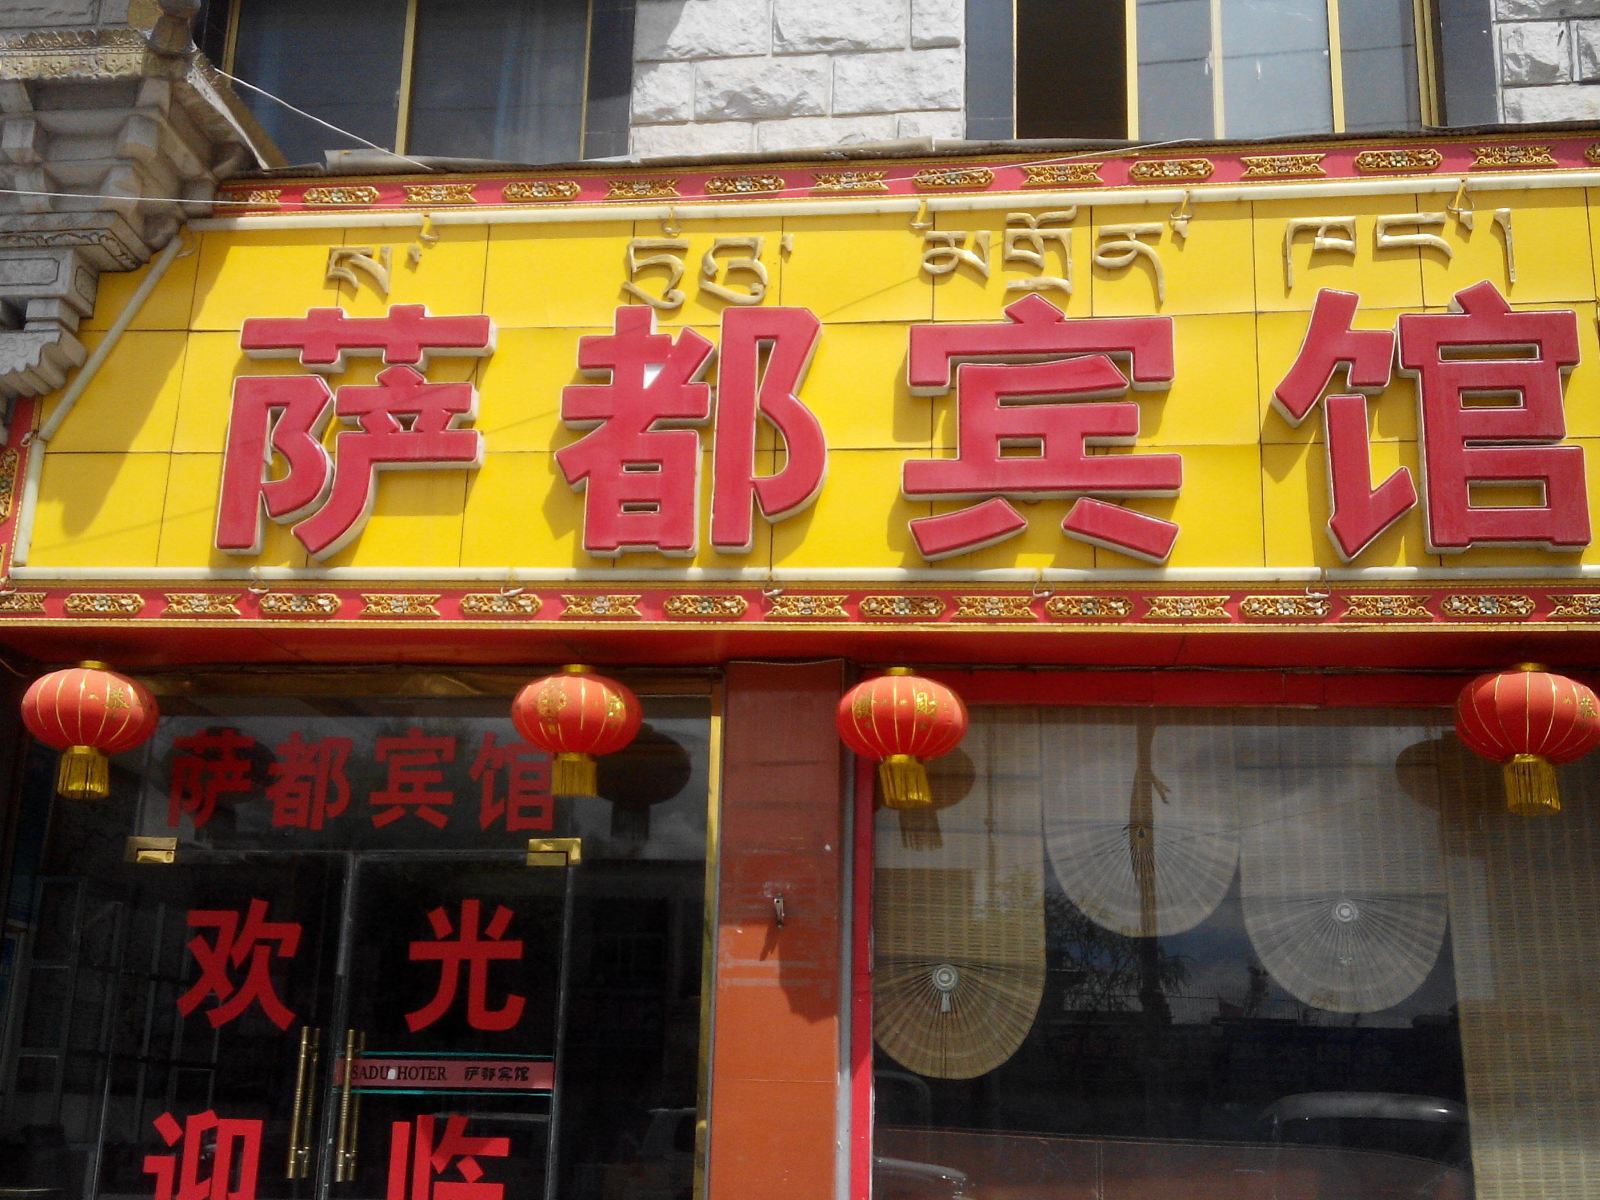 ས་ ཏུའུ་ མགྲོན་ ཁང་།
萨都宾馆
萨都宾馆
欢 光
SADU HOTER 萨都宾馆
迎 临